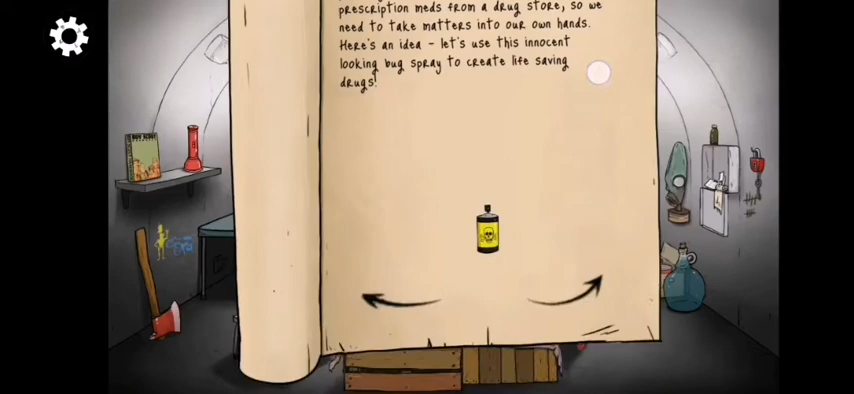 prescription meds from a drug store, so we
need to take matters into our own hands.
Here's an idea - let's use this innocent
looking bug spray to create life saving
drugs!